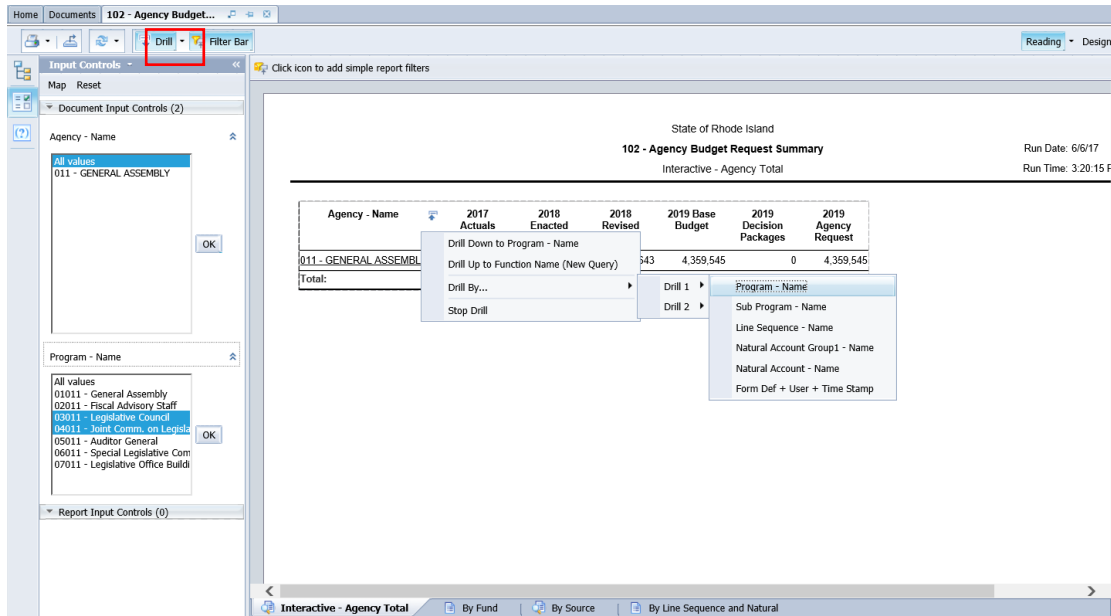 Home Documents 102 - Agency Budget...
Drill Filter Bar Reading Design
Input Controls
Click icon to add simple report filters
Map Reset
Document Input Controls (2)
Agency - Name
All values
011 - GENERAL ASSEMBLY
OK
Program - Name
All values
01011 - General Assembly
02011 - Fiscal Advisory Staff
03011 - Legislative Council
04011 - Joint Comm. on Legisla
05011 - Auditor General
06011 - Special Legislative Com
07011 - Legislative Office Buildi
OK
Report Input Controls (0)
State of Rhode Island
102 - Agency Budget Request Summary
Run Date: 6/6/17
Interactive - Agency Total
Run Time: 3:20:15 P
Agency - Name 2017 Actuals 2018 Enacted 2018 Revised 2019 Base Budget 2019 Decision Packages 2019 Agency Request
011 - GENERAL ASSEMBL 543 4,359,545 0 4,359,545
Total:
Drill Down to Program - Name
Drill Up to Function Name (New Query)
Drill By...
Stop Drill
Drill 1
Drill 2
Program - Name
Sub Program - Name
Line Sequence - Name
Natural Account Group1 - Name
Natural Account - Name
Form Def + User + Time Stamp
Interactive - Agency Total By Fund By Source By Line Sequence and Natural